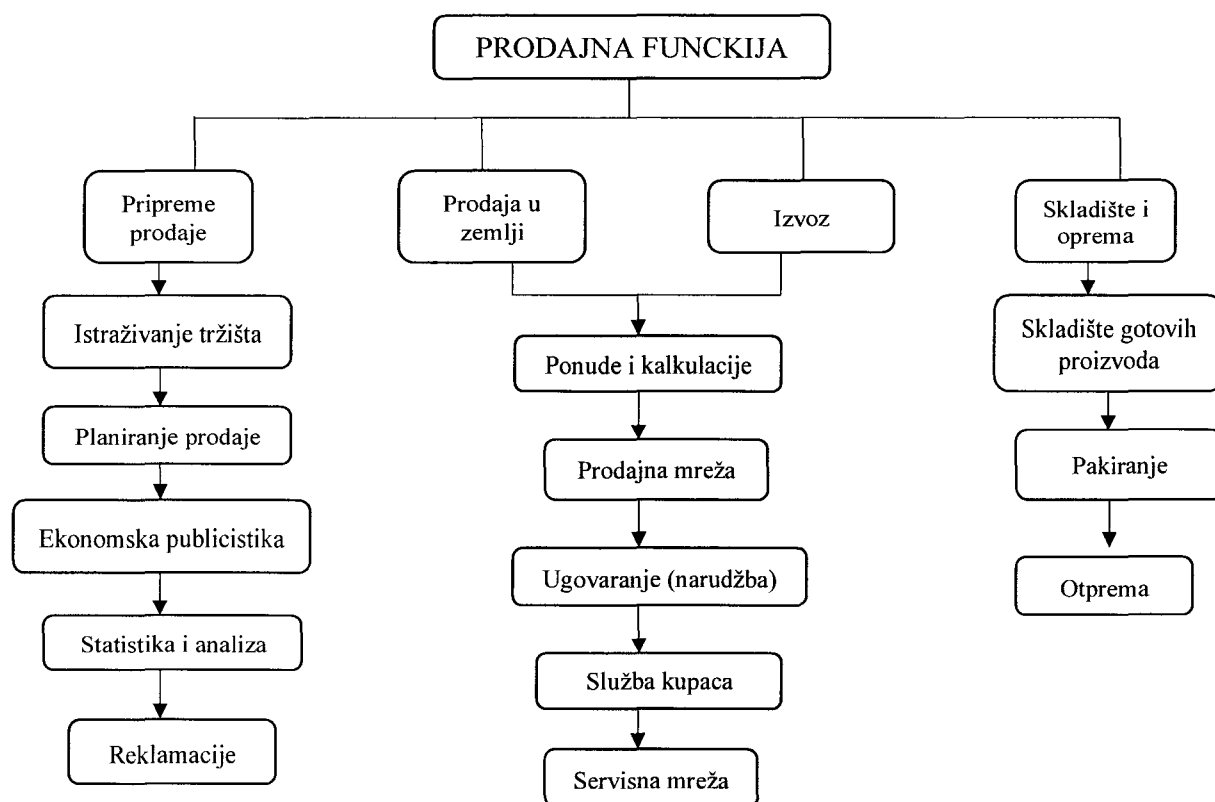 PRODAJNA FUNCKIJA
Pripreme
prodaje
Prodaja u
zemlji
Izvoz
Skladište i
oprema
Istraživanje tržišta
Planiranje prodaje
Ekonomska publicistika
Statistika i analiza
Reklamacije
Ponude i kalkulacije
Prodajna mreža
Ugovaranje (narudžba)
Služba kupaca
Servisna mreža
Skladište gotovih
proizvoda
Pakiranje
Otprema